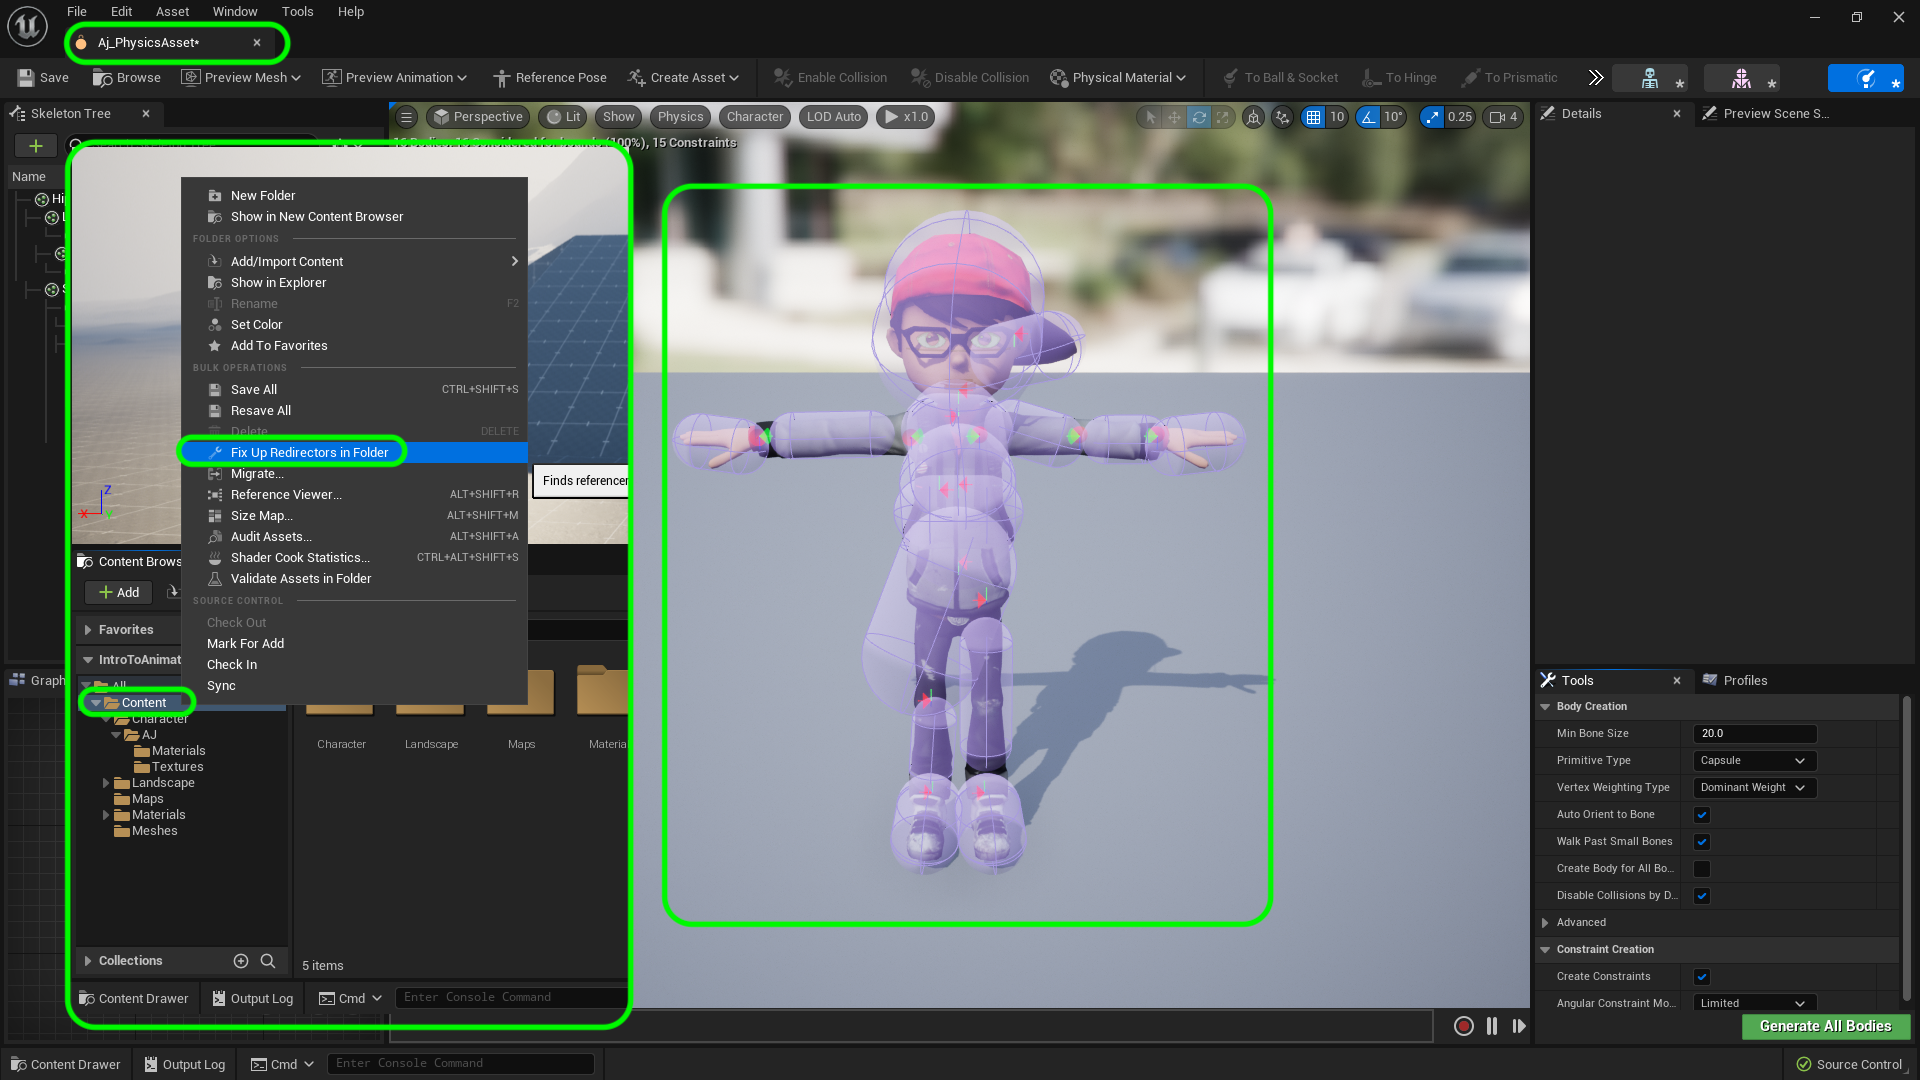 File Edit Asset Window Tools Help
Aj_PhysicsAsset*
Save Browse Preview Mesh Preview Animation Reference Pose Create Asset Enable Collision Disable Collision Physical Material To Ball & Socket To Hinge To Prismatic
Skeleton Tree
Perspective Lit Show Physics Character LOD Auto x1.0 10 10° 0.25 4
Details Preview Scene S...
(100%), 15 Constraints
Name
New Folder
Show in New Content Browser
FOLDER OPTIONS
Add/Import Content
Show in Explorer
Rename F2
Set Color
Add To Favorites
BULK OPERATIONS
Save All CTRL+SHIFT+S
Resave All
Delete DELETE
Fix Up Redirectors in Folder
Migrate...
Reference Viewer... ALT+SHIFT+R
Size Map... ALT+SHIFT+M
Audit Assets... ALT+SHIFT+A
Shader Cook Statistics... CTRL+ALT+SHIFT+S
Validate Assets in Folder
SOURCE CONTROL
Check Out
Mark For Add
Check In
Sync
Finds referencer
Z
X
Y
Content Brows
Add
Favorites
IntroToAnimat
Graph
All
Content
Character
AJ
Materials
Textures
Landscape
Maps
Materials
Meshes
Character Landscape Maps Material
Collections
5 items
Content Drawer Output Log Cmd Enter Console Command
Tools Profiles
Body Creation
Min Bone Size 20.0
Primitive Type Capsule
Vertex Weighting Type Dominant Weight
Auto Orient to Bone
Walk Past Small Bones
Create Body for All Bo...
Disable Collisions by D...
Advanced
Constraint Creation
Create Constraints
Angular Constraint Mo... Limited
Generate All Bodies
Content Drawer Output Log Cmd Enter Console Command Source Control